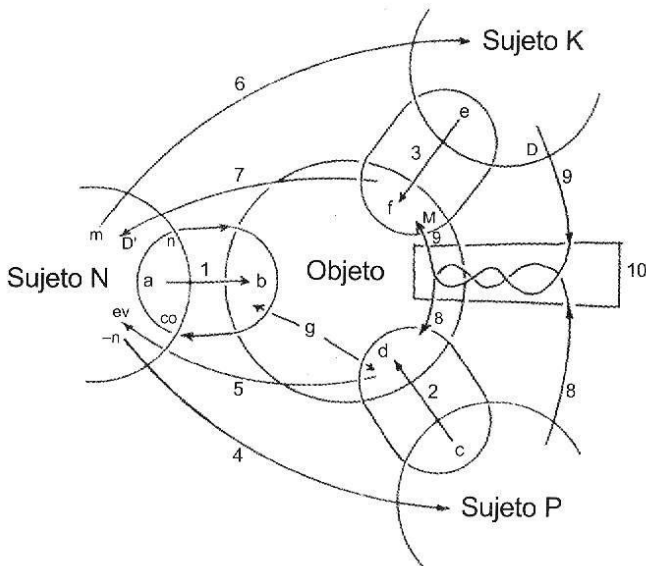 Sujeto K
6
e
D
3
9
7
f
M
m
D'
n
9
a
1
b
Objeto
10
Sujeto N
ev
co
g
8
–n
d
5
2
8
c
4
Sujeto P